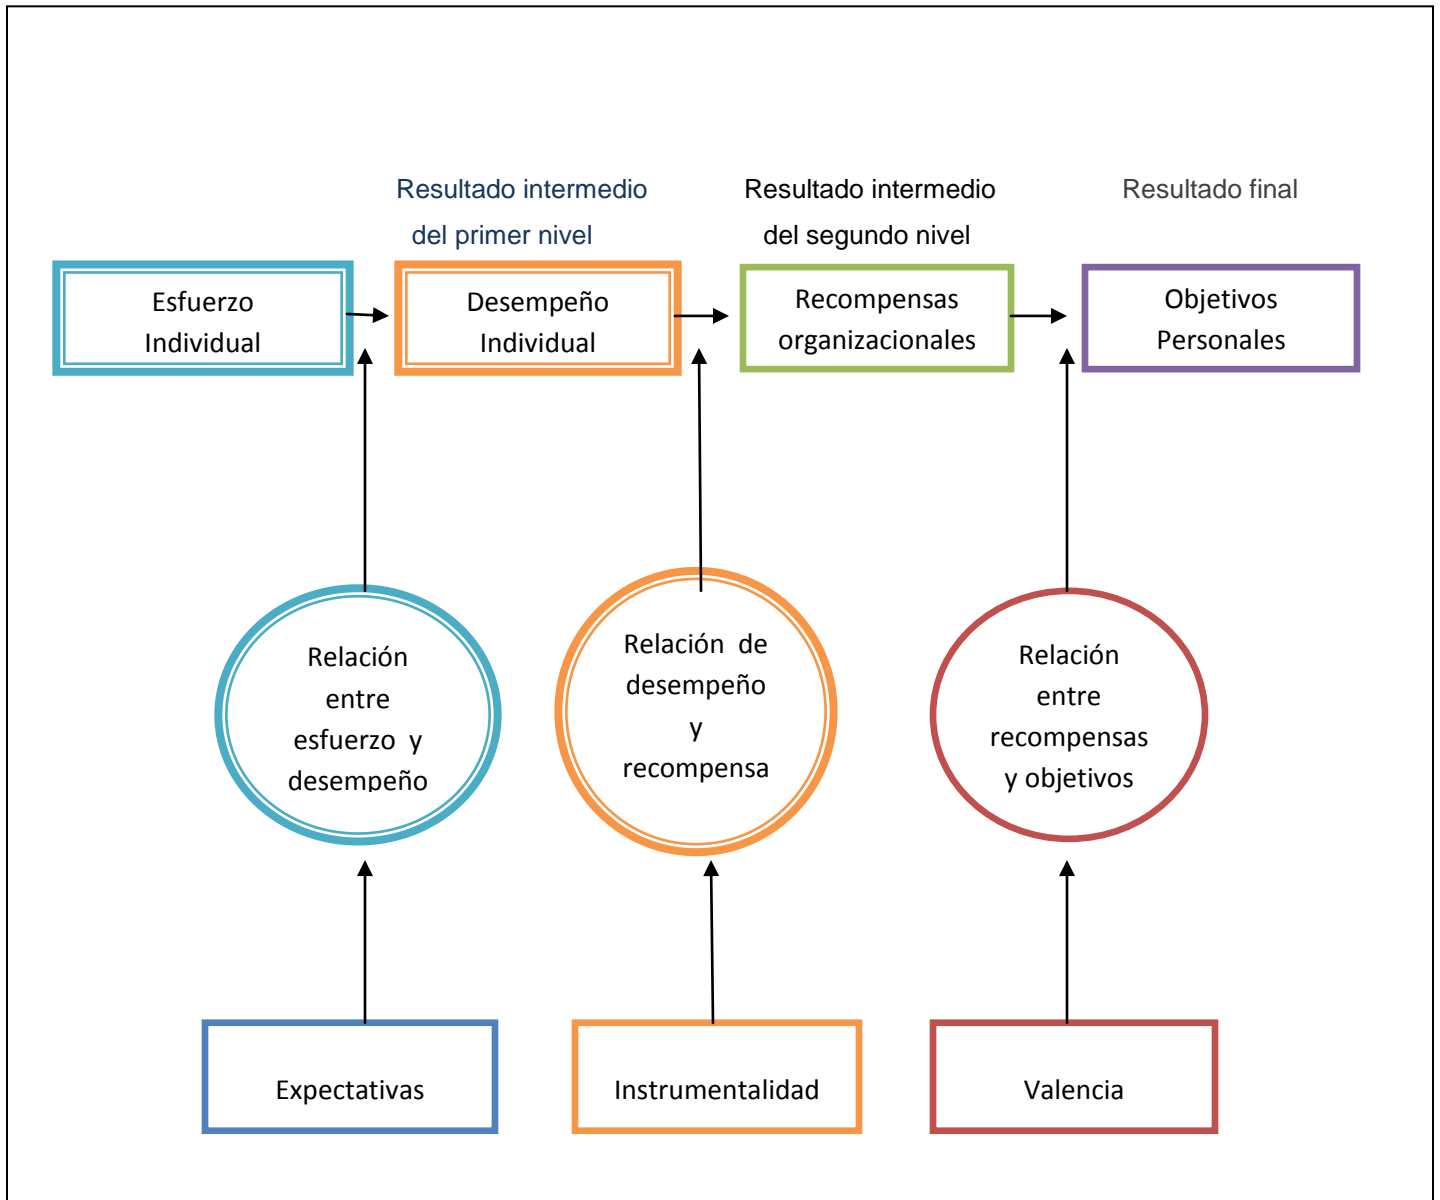 Resultado intermedio
del primer nivel
Resultado intermedio
del segundo nivel
Resultado final
Esfuerzo
Individual
Desempeño
Individual
Recompensas
organizacionales
Objetivos
Personales
Relación
entre
esfuerzo y
desempeño
Relación de
desempeño
y
recompensa
Relación
entre
recompensas
y objetivos
Expectativas
Instrumentalidad
Valencia